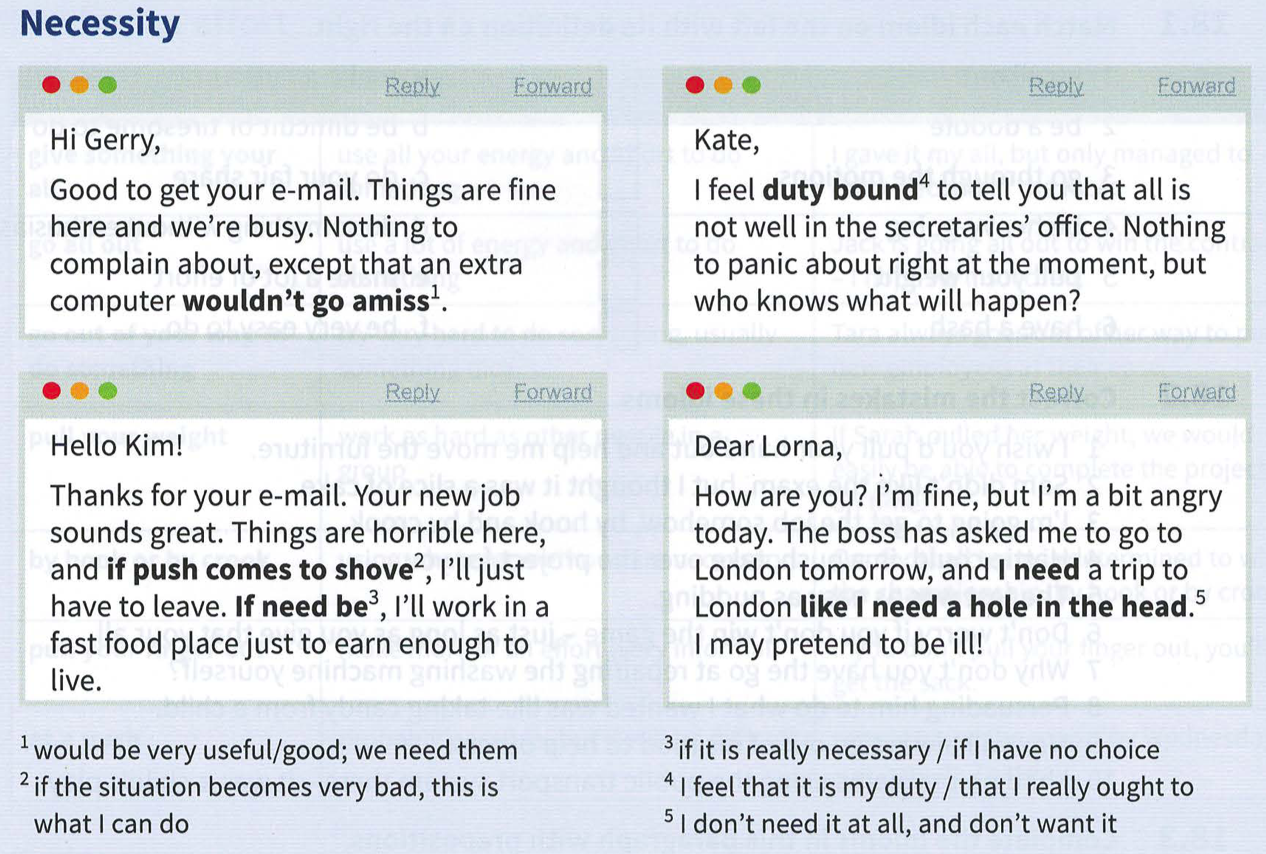 Necessity
Reply Forward
Hi Gerry,
Good to get your e-mail. Things are fine
here and we're busy. Nothing to
complain about, except that an extra
computer wouldn't go amiss¹.
Reply Forward
Kate,
I feel duty bound⁴ to tell you that all is
not well in the secretaries' office. Nothing
to panic about right at the moment, but
who knows what will happen?
Reply Forward
Hello Kim!
Thanks for your e-mail. Your new job
sounds great. Things are horrible here,
and if push comes to shove², I'll just
have to leave. If need be³, I'll work in a
fast food place just to earn enough to
live.
Reply Forward
Dear Lorna,
How are you? I'm fine, but I'm a bit angry
today. The boss has asked me to go to
London tomorrow, and I need a trip to
London like I need a hole in the head.⁵
I may pretend to be ill!
¹ would be very useful/good; we need them
² if the situation becomes very bad, this is
what I can do
³ if it is really necessary / if I have no choice
⁴ feel that it is my duty / that I really ought to
⁵ I don't need it at all, and don't want it